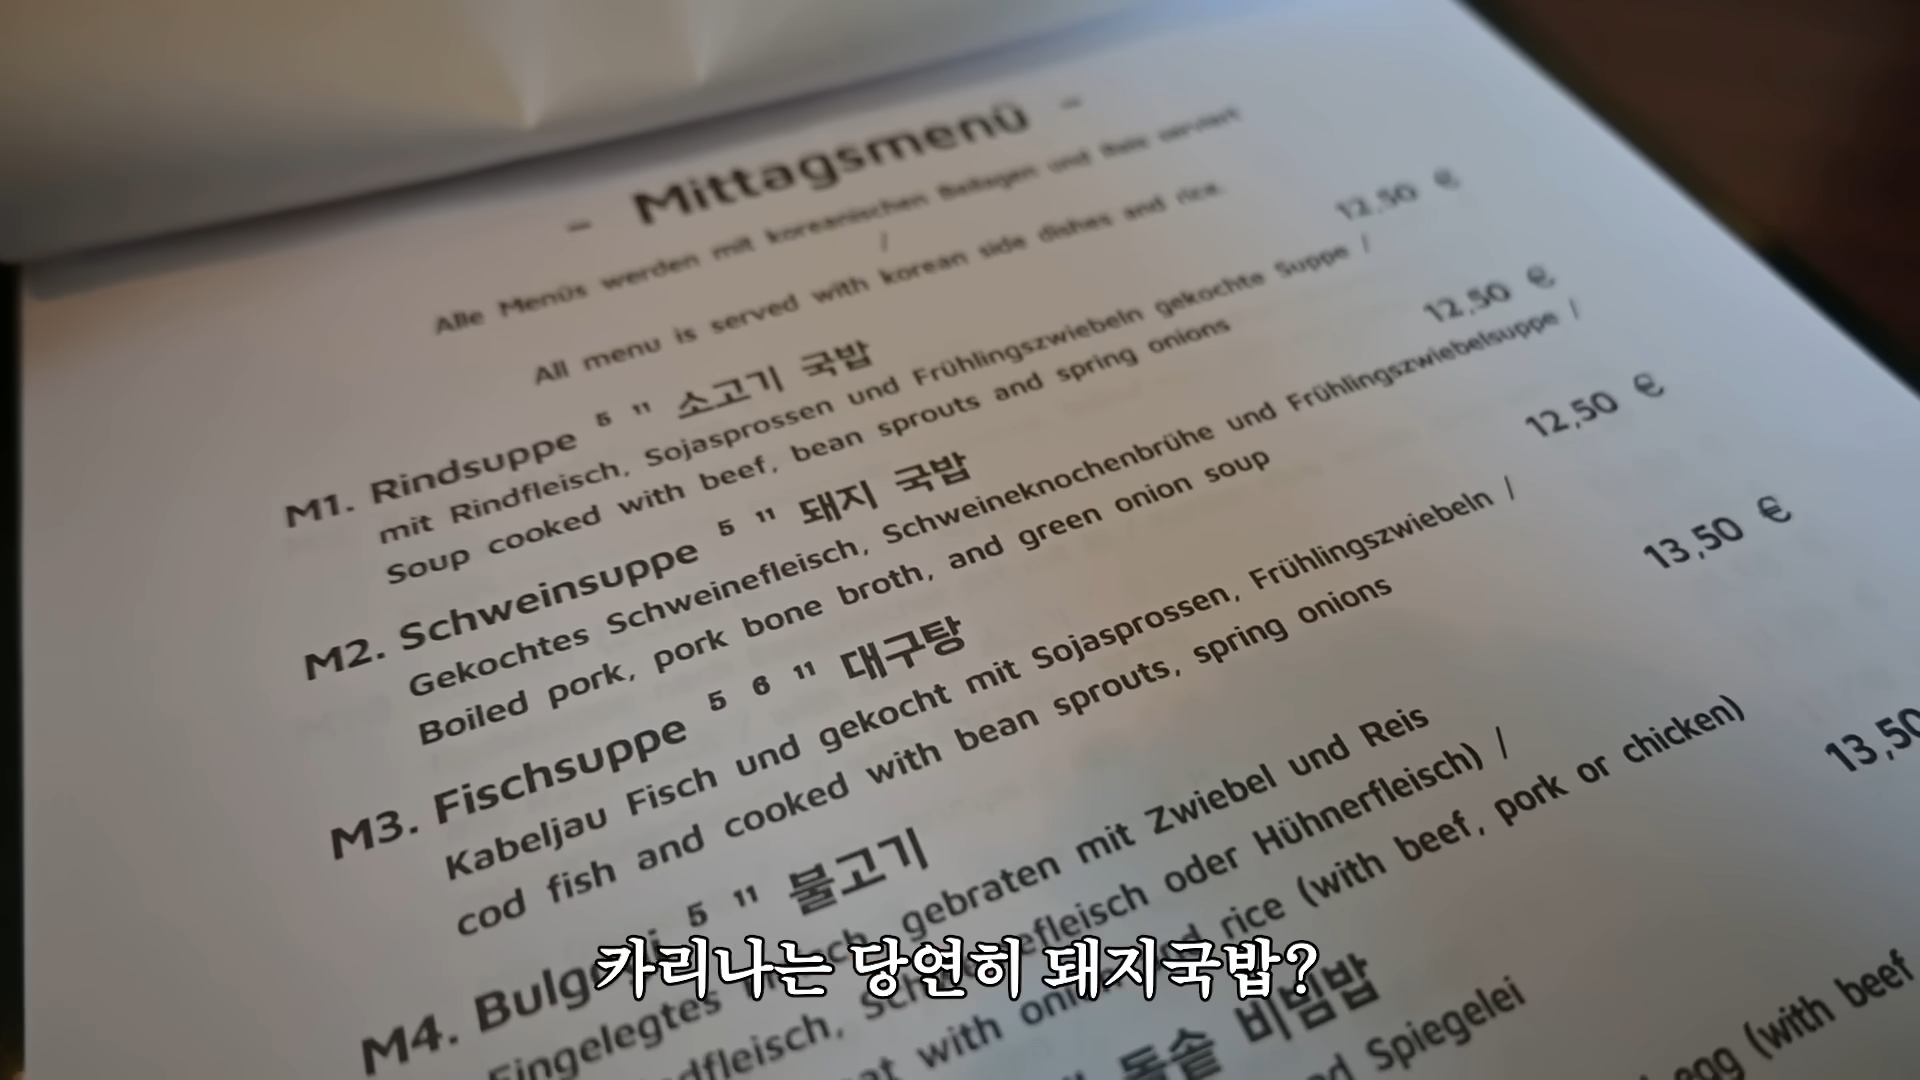 - Mittagsmenü -
Alle Menüs werden mit koreanischen Beilagen und Reis serviert
/
All menu is served with korean side dishes and rice.
M1. Rindsuppe 5 11 소고기 국밥 12,50 €
mit Rindfleisch, Sojasprossen und Frühlingszwiebeln gekochte Suppe /
Soup cooked with beef, bean sprouts and spring onions
M2. Schweinsuppe 5 11 돼지 국밥 12,50 €
Gekochtes Schweinefleisch, Schweineknochenbrühe und Frühlingszwiebelsuppe /
Boiled pork, pork bone broth, and green onion soup
M3. Fischsuppe 5 6 11 대구탕 12,50 €
Kabeljau Fisch und gekocht mit Sojasprossen, Frühlingszwiebeln /
cod fish and cooked with bean sprouts, spring onions
M4. 5 11 불고기 13,50 €
Eingelegtes gebraten mit Zwiebel und Reis
oder Hühnerfleisch) /
with rice (with beef, pork or chicken)
돌솥 비빔밥 13,50
Spiegelei
egg (with beef
카리나는 당연히 돼지국밥?